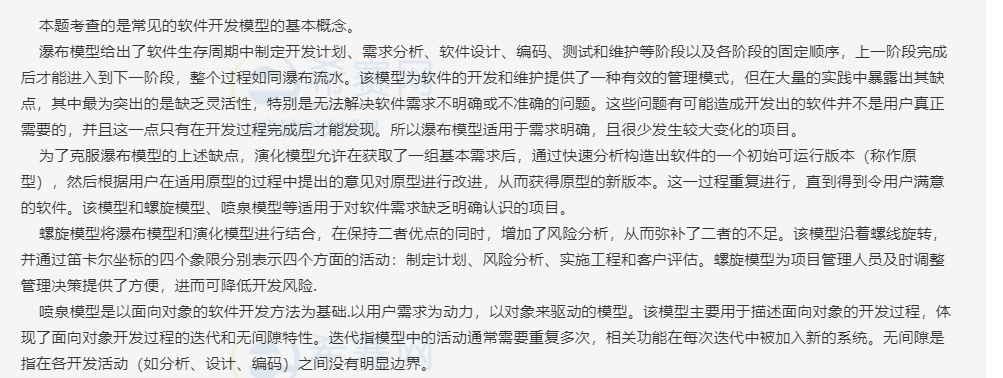 本题考查的是常见的软件开发模型的基本概念。
瀑布模型给出了软件生存周期中制定开发计划、需求分析、软件设计、编码、测试和维护等阶段以及各阶段的固定顺序，上一阶段完成
后才能进入到下一阶段，整个过程如同瀑布流水。该模型为软件的开发和维护提供了一种有效的管理模式，但在大量的实践中暴露出其缺
点，其中最为突出的是缺乏灵活性，特别是无法解决软件需求不明确或不准确的问题。这些问题有可能造成开发出的软件并不是用户真正
需要的，并且这一点只有在开发过程完成后才能发现。所以瀑布模型适用于需求明确，且很少发生较大变化的项目。
为了克服瀑布模型的上述缺点，演化模型允许在获取了一组基本需求后，通过快速分析构造出软件的一个初始可运行版本（称作原
型），然后根据用户在适用原型的过程中提出的意见对原型进行改进，从而获得原型的新版本。这一过程重复进行，直到得到令用户满意
的软件。该模型和螺旋模型、喷泉模型等适用于对软件需求缺乏明确认识的项目。
螺旋模型将瀑布模型和演化模型进行结合，在保持二者优点的同时，增加了风险分析，从而弥补了二者的不足。该模型沿着螺线旋转，
并通过笛卡尔坐标的四个象限分别表示四个方面的活动：制定计划、风险分析、实施工程和客户评估。螺旋模型为项目管理人员及时调整
管理决策提供了方便，进而可降低开发风险.
喷泉模型是以面向对象的软件开发方法为基础.以用户需求为动力，以对象来驱动的模型。该模型主要用于描述面向对象的开发过程，体
现了面向对象开发过程的迭代和无间隙特性。迭代指模型中的活动通常需要重复多次，相关功能在每次迭代中被加入新的系统。无间隙是
指在各开发活动（如分析、设计、编码）之间没有明显边界。
希赛网
希赛网